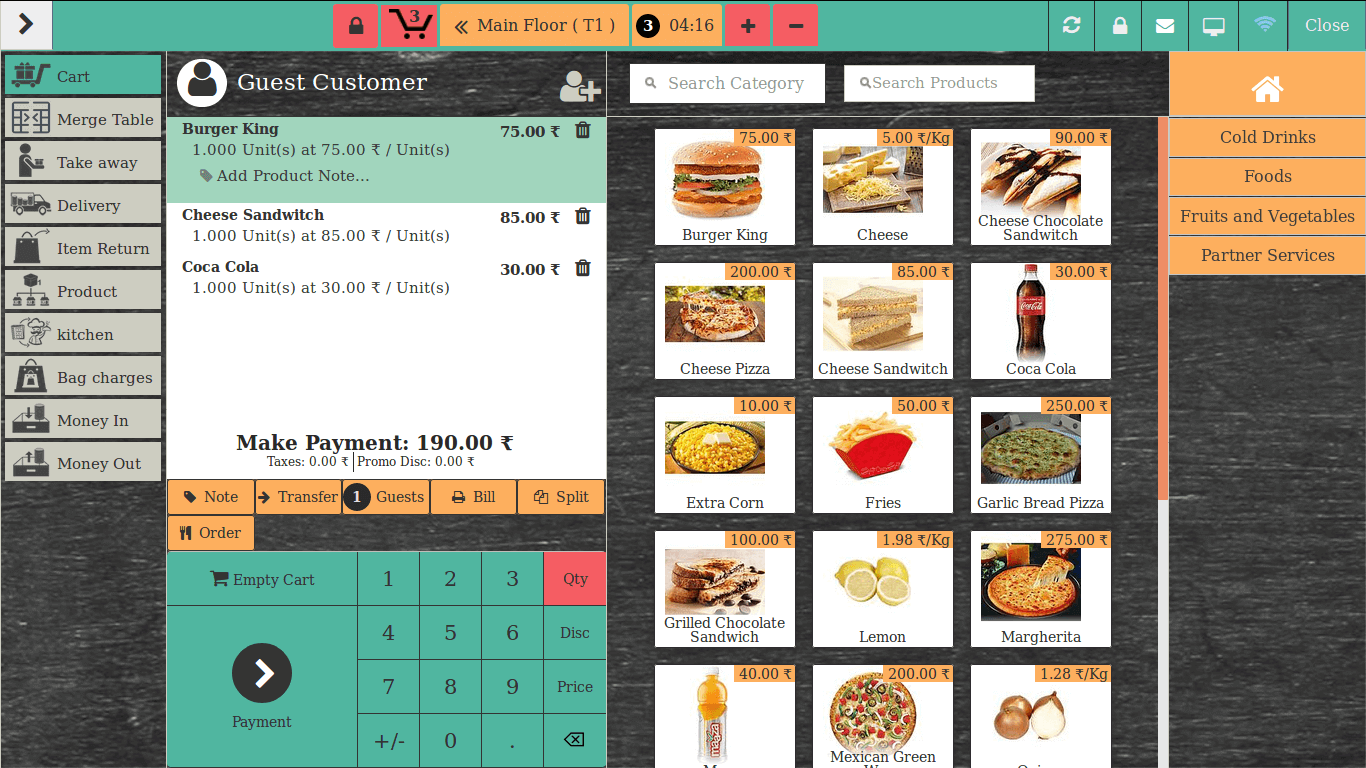 3
Main Floor ( T1 )
3 04:16
Close
Cart
Merge Table
Take away
Delivery
Item Return
Product
kitchen
Bag charges
Money In
Money Out
Guest Customer
Burger King 75.00 ₹
1.000 Unit(s) at 75.00 ₹ / Unit(s)
Add Product Note...
Cheese Sandwitch 85.00 ₹
1.000 Unit(s) at 85.00 ₹ / Unit(s)
Coca Cola 30.00 ₹
1.000 Unit(s) at 30.00 ₹ / Unit(s)
Make Payment: 190.00 ₹
Taxes: 0.00 ₹ Promo Disc: 0.00 ₹
Note Transfer 1 Guests Bill Split
Order
Empty Cart 1 2 3 Qty
4 5 6 Disc
7 8 9 Price
Payment
+/- 0 .
Search Category Search Products
75.00 ₹
Burger King
5.00 ₹/Kg
Cheese
90.00 ₹
Cheese Chocolate
Sandwitch
200.00 ₹
Cheese Pizza
85.00 ₹
Cheese Sandwitch
30.00 ₹
Coca-Cola
Coca Cola
10.00 ₹
Extra Corn
50.00 ₹
Fries
250.00 ₹
Garlic Bread Pizza
100.00 ₹
Grilled Chocolate
Sandwich
1.98 ₹/Kg
Lemon
275.00 ₹
Margherita
40.00 ₹
maaza
200.00 ₹
Mexican Green
1.28 ₹/Kg
Cold Drinks
Foods
Fruits and Vegetables
Partner Services